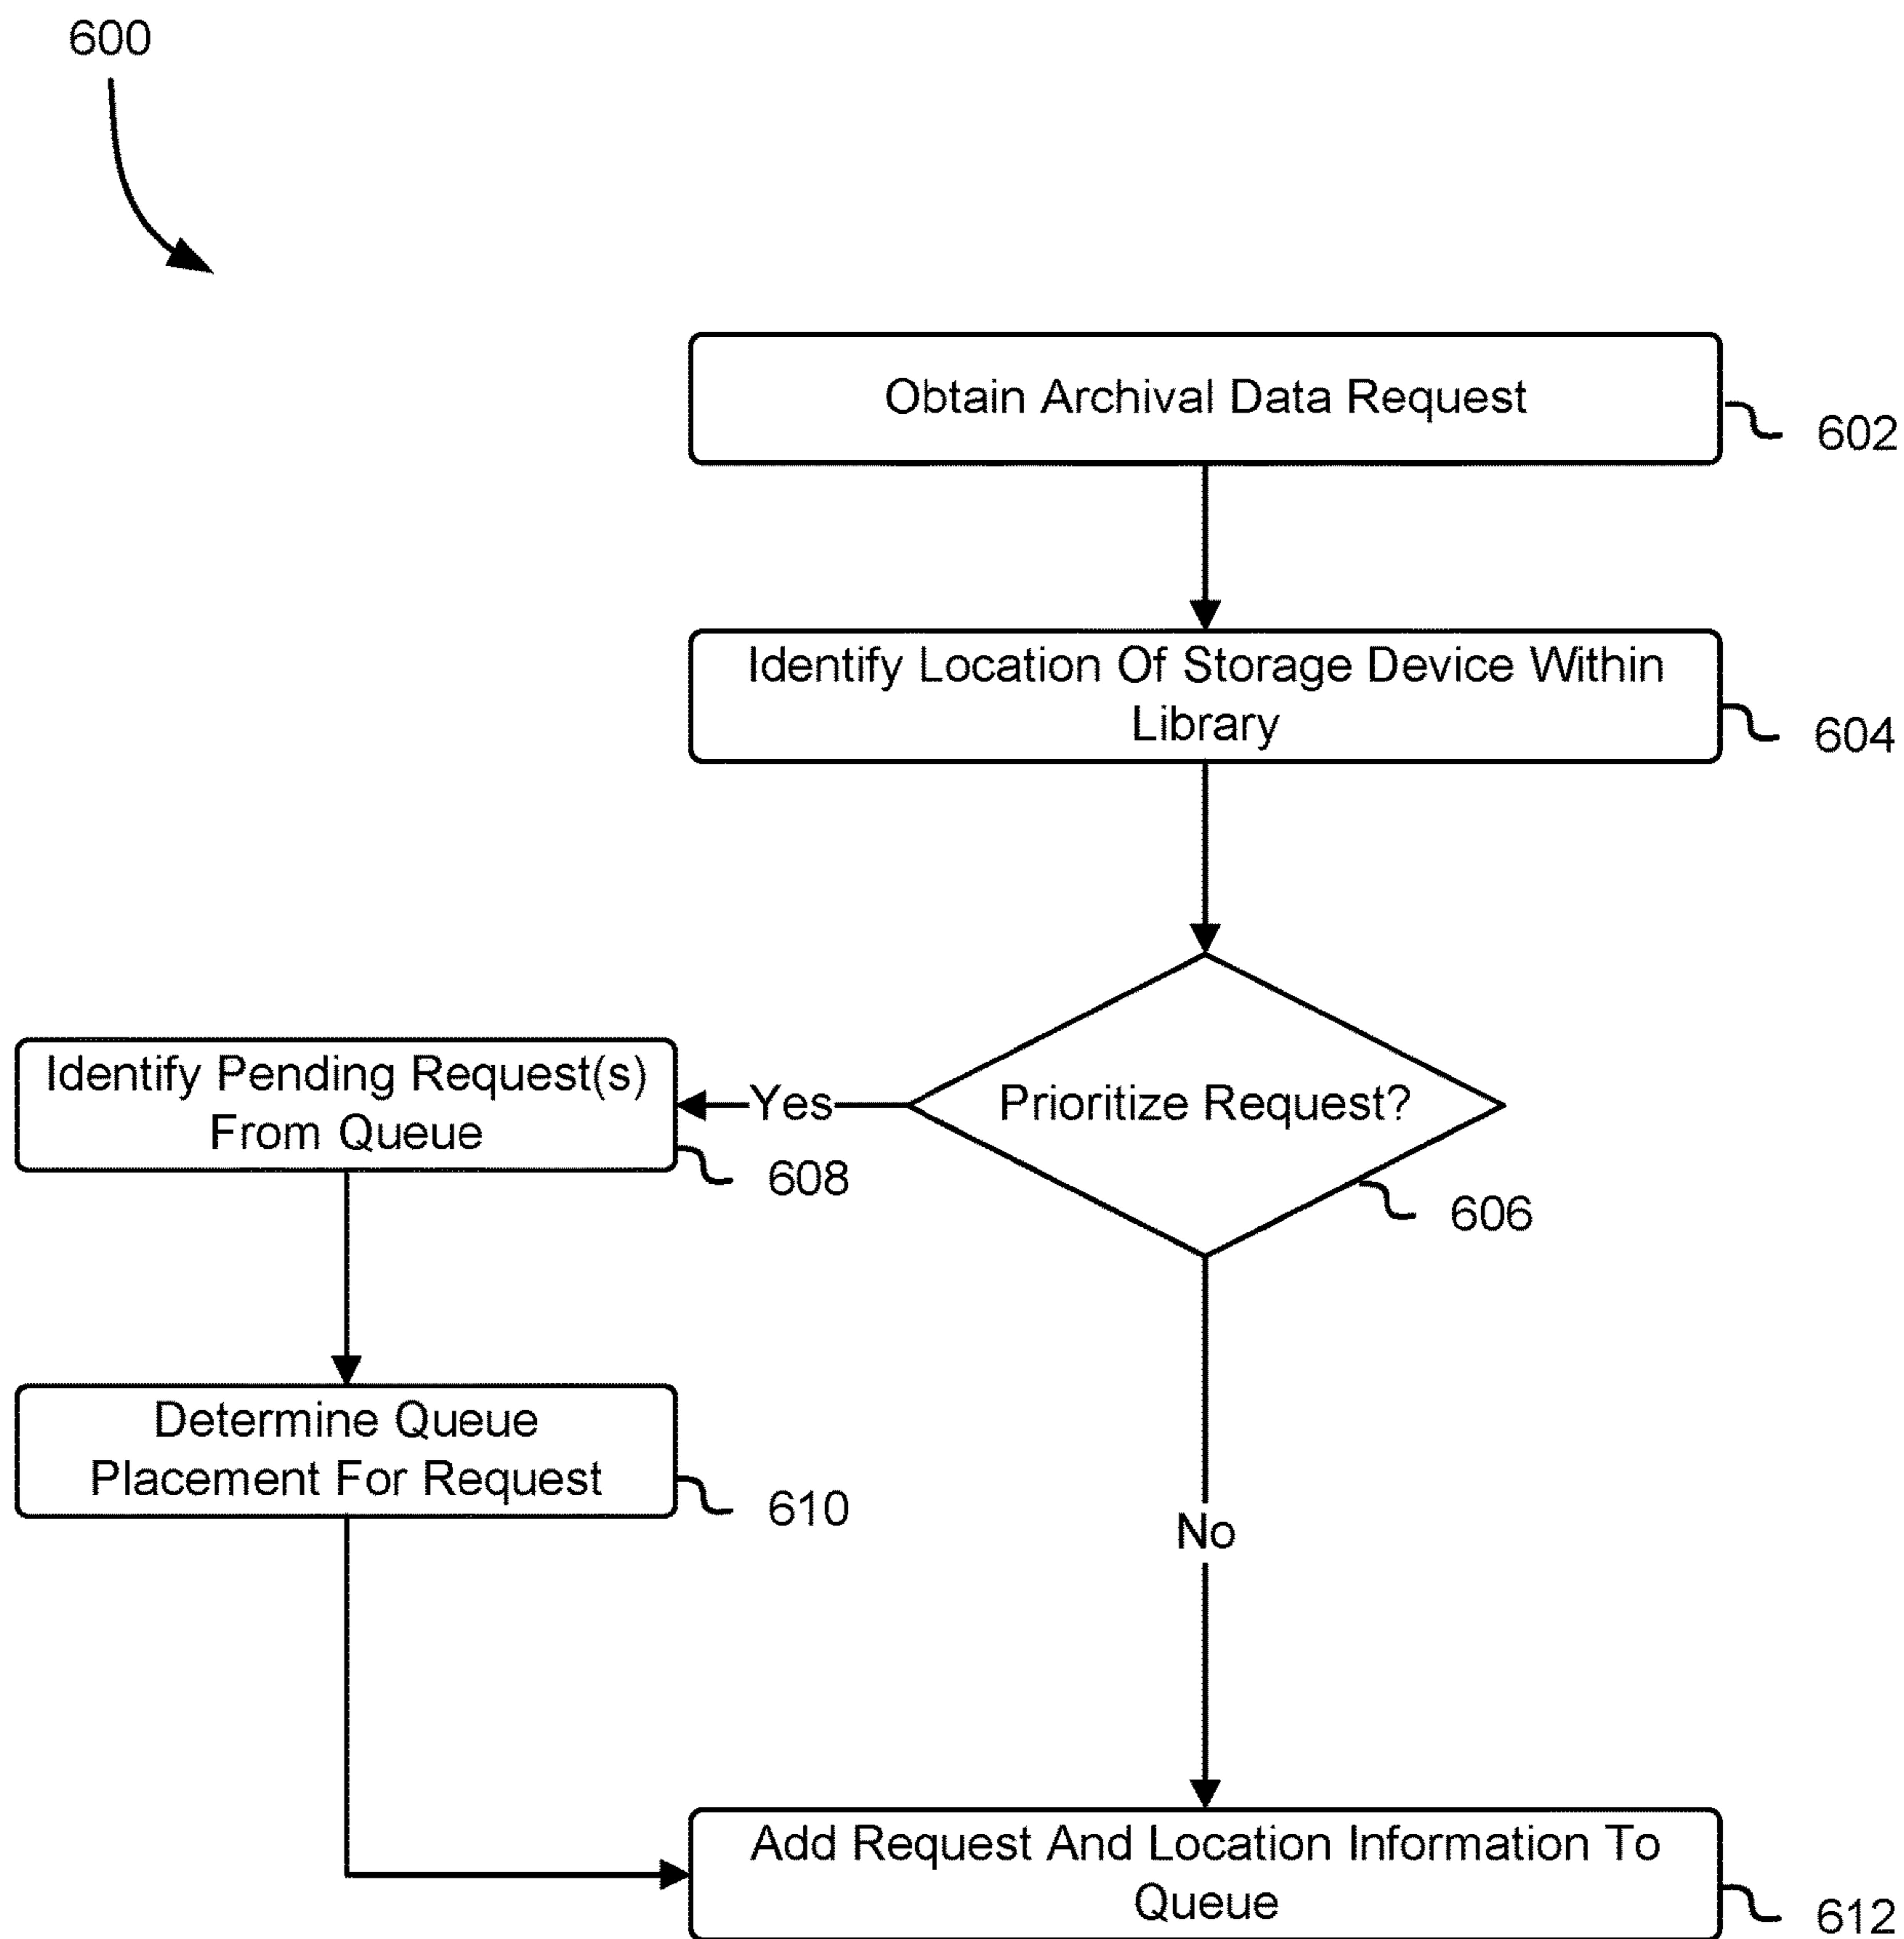 600
Obtain Archival Data Request
602
Identify Location Of Storage Device Within
Library
604
Prioritize Request?
606
Yes
Identify Pending Request(s)
From Queue
608
Determine Queue
Placement For Request
610
No
Add Request And Location Information To
Queue
612